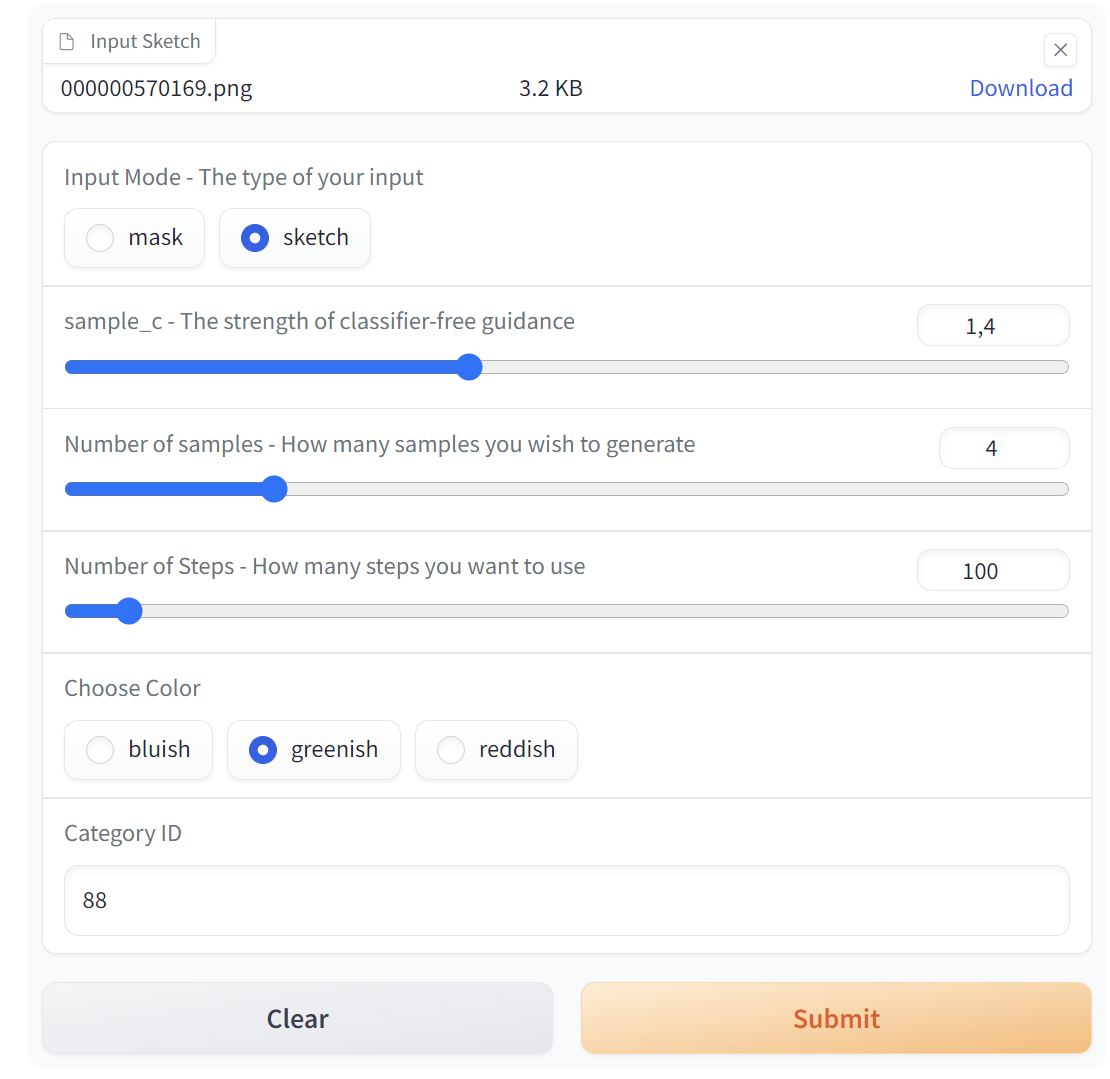 Input Sketch
000000570169.png 3.2 KB Download
Input Mode - The type of your input
mask sketch
sample_c - The strength of classifier-free guidance 1,4
Number of samples - How many samples you wish to generate 4
Number of Steps - How many steps you want to use 100
Choose Color
bluish greenish reddish
Category ID
88
Clear Submit